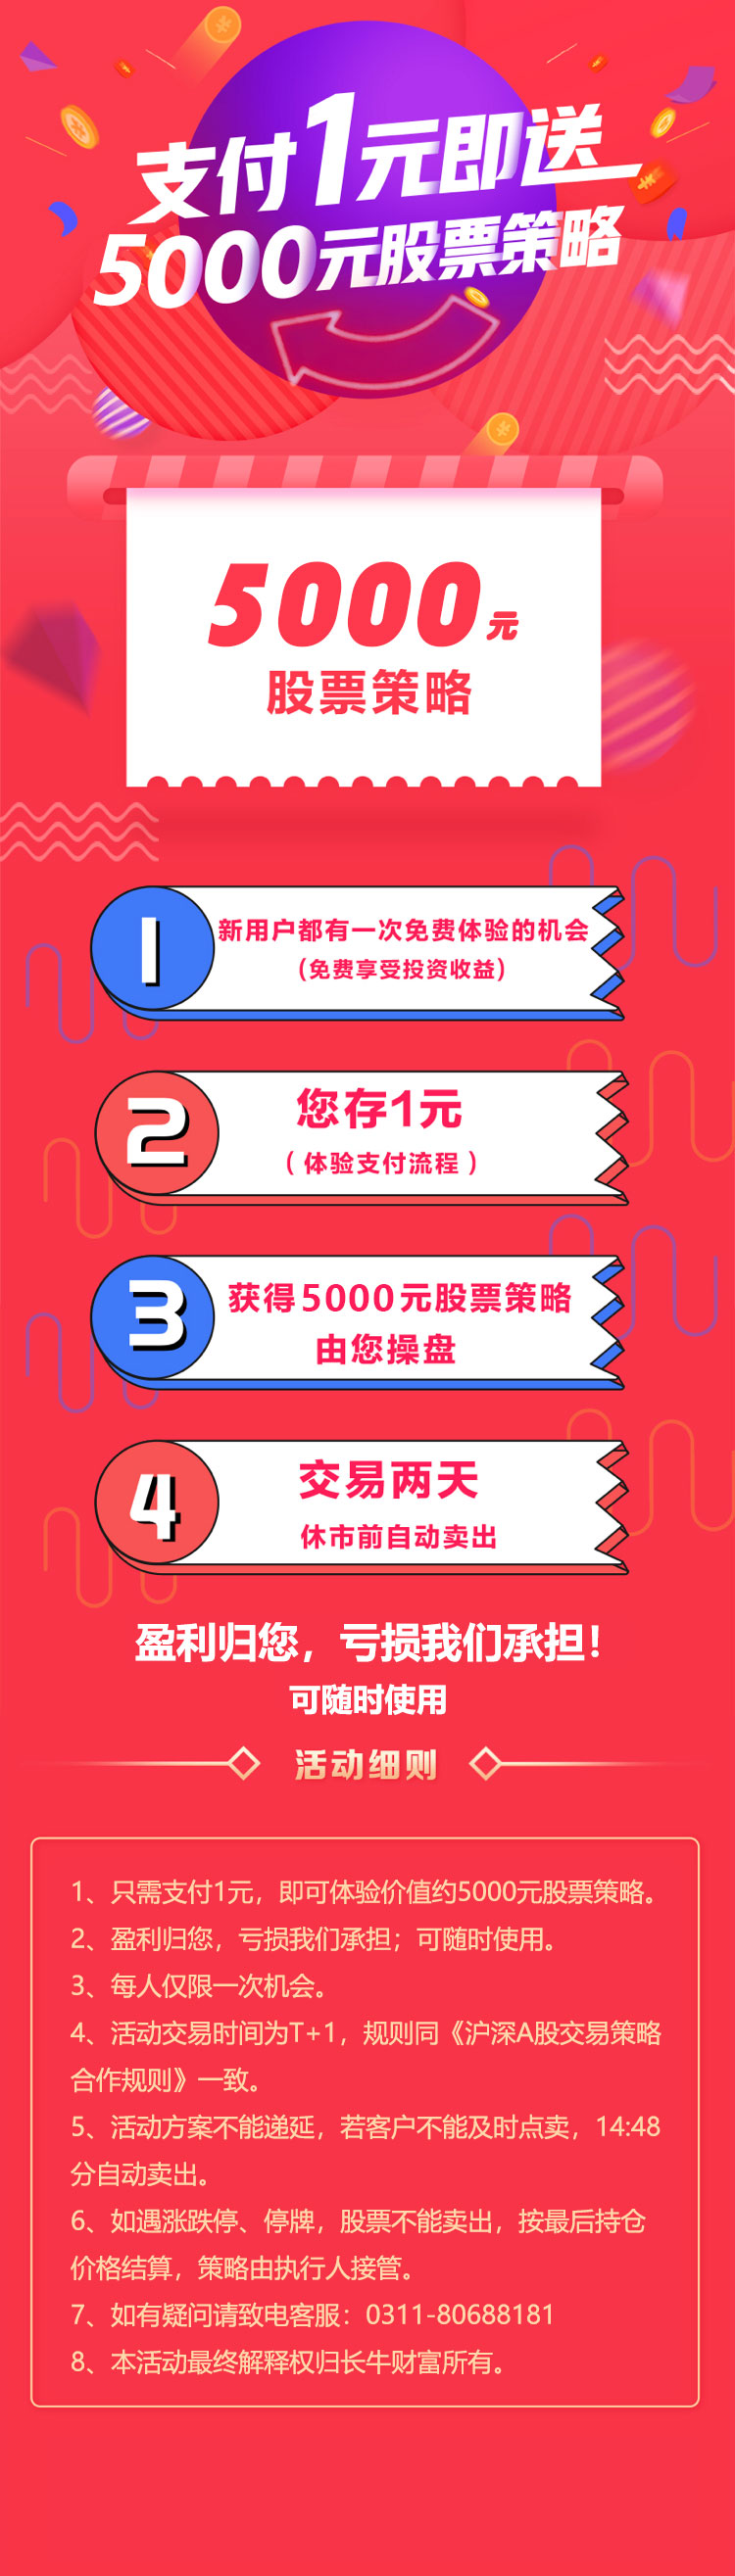 支付1元即送
5000元股票策略
5000元
股票策略
1
新用户都有一次免费体验的机会
(免费享受投资收益)
2
您存1元
（体验支付流程）
3
获得5000元股票策略
由您操盘
4
交易两天
休市前自动卖出
盈利归您，亏损我们承担！
可随时使用
活动细则
1、只需支付1元，即可体验价值约5000元股票策略。
2、盈利归您，亏损我们承担；可随时使用。
3、每人仅限一次机会。
4、活动交易时间为T+1，规则同《沪深A股交易策略
合作规则》一致。
5、活动方案不能递延，若客户不能及时点卖，14:48
分自动卖出。
6、如遇涨跌停、停牌，股票不能卖出，按最后持仓
价格结算，策略由执行人接管。
7、如有疑问请致电客服：0311-80688181
8、本活动最终解释权归长牛财富所有。